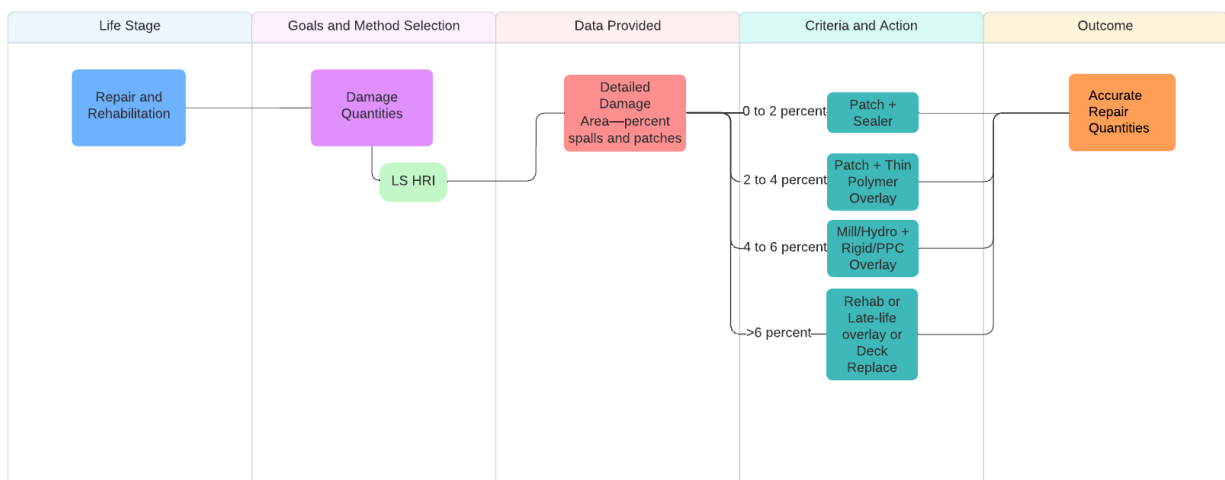 Life Stage
Goals and Method Selection
Data Provided
Criteria and Action
Outcome
Repair and
Rehabilitation
Damage
Quantities
LS HRI
Detailed
Damage
Area—percent
spalls and patches
0 to 2 percent
Patch +
Sealer
2 to 4 percent
Patch + Thin
Polymer
Overlay
4 to 6 percent
Mill/Hydro +
Rigid/PPC
Overlay
>6 percent
Rehab or
Late-life
overlay or
Deck
Replace
Accurate
Repair
Quantities